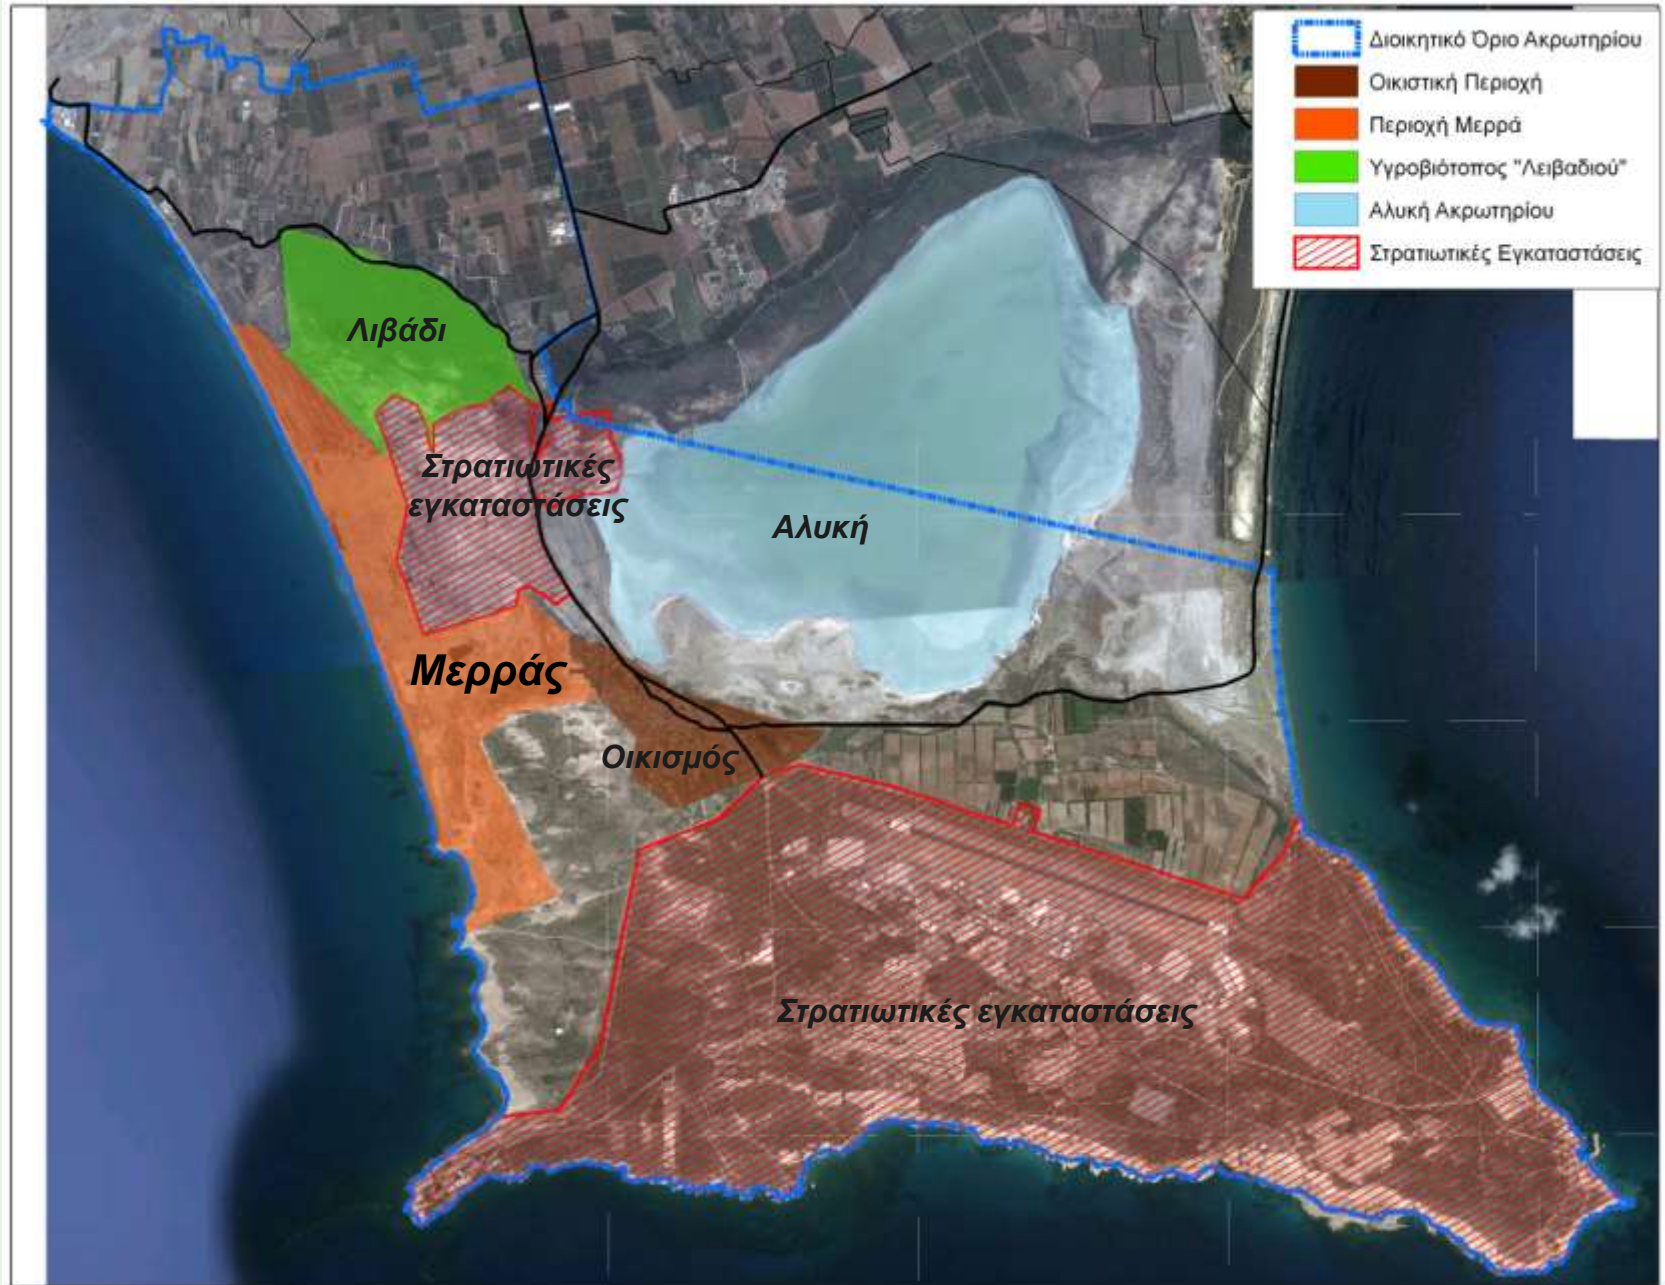 Διοικητικό Όριο Ακρωτηρίου
Οικιστική Περιοχή
Περιοχή Μερρά
Υγροβιότοπος "Λειβαδιού"
Αλυκή Ακρωτηρίου
Στρατιωτικές Εγκαταστάσεις
Λιβάδι
Στρατιωτικές
εγκαταστάσεις
Αλυκή
Μερράς
Οικισμός
Στρατιωτικές εγκαταστάσεις